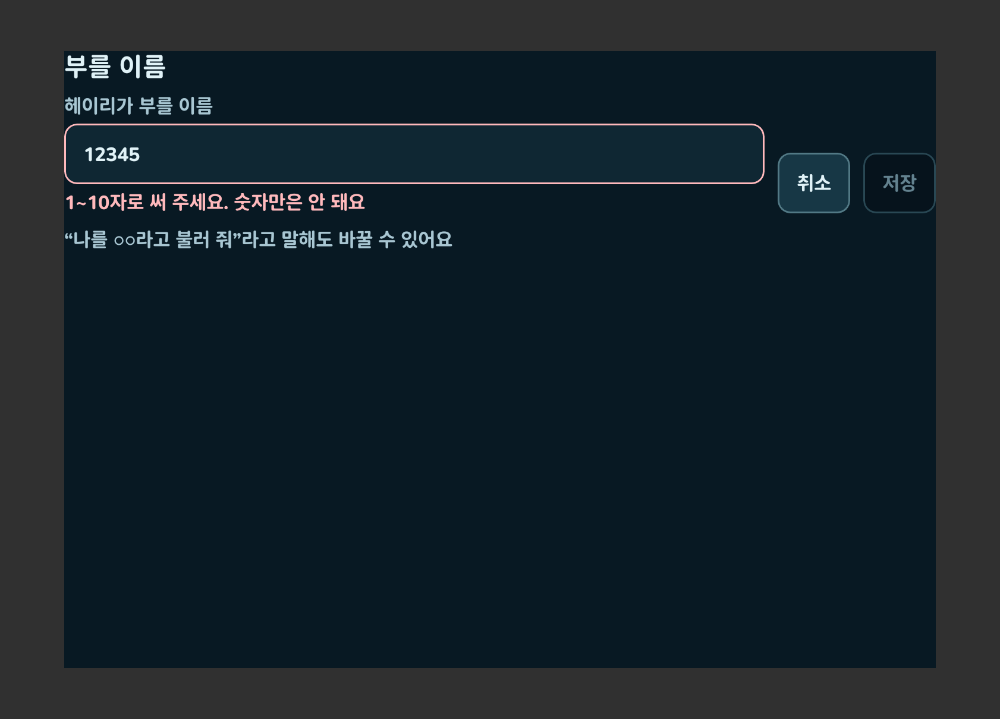 부를 이름
헤이리가 부를 이름
12345
취소
저장
1~10자로 써 주세요. 숫자만은 안 돼요
“나를 ○○라고 불러 줘”라고 말해도 바꿀 수 있어요